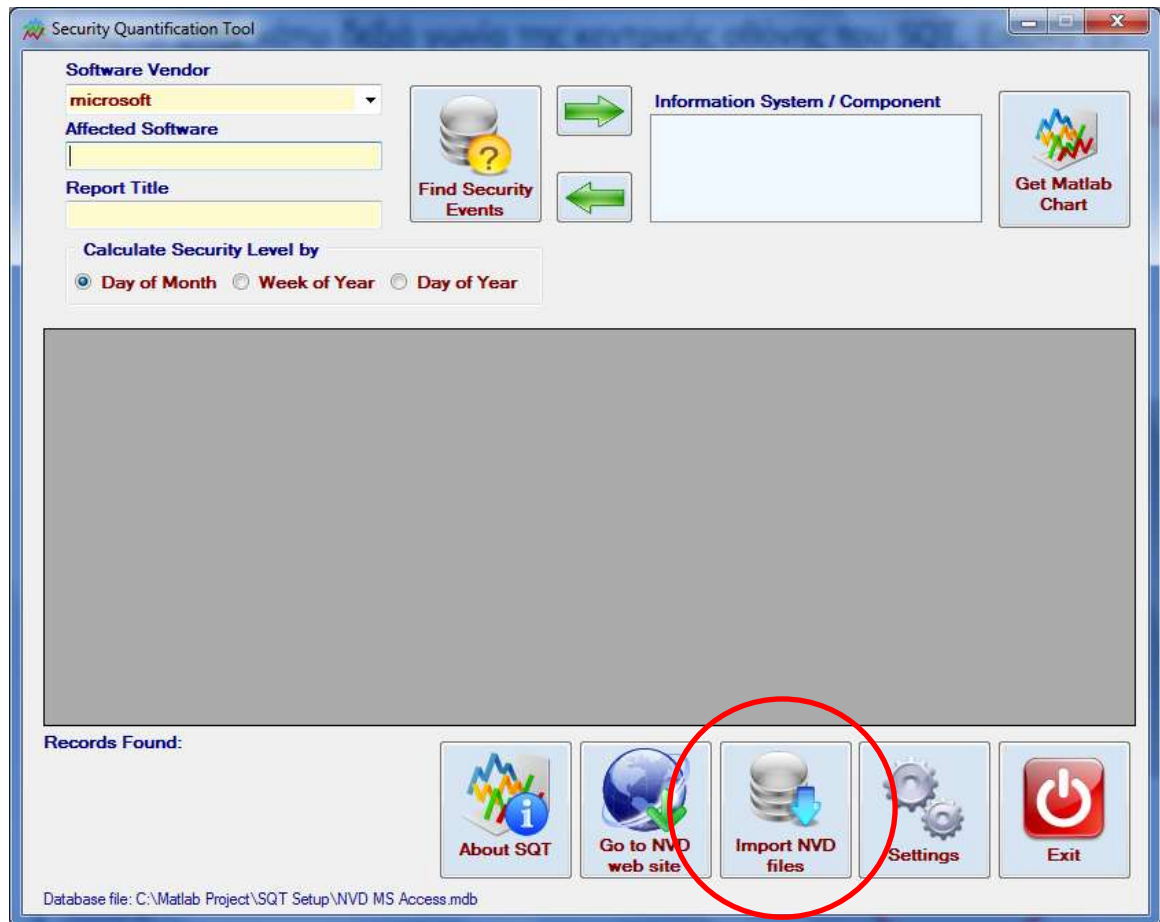 Security Quantification Tool
Software Vendor
microsoft
Affected Software
Report Title
Find Security
Events
Information System / Component
Get Matlab
Chart
Calculate Security Level by
Day of Month Week of Year Day of Year
Records Found:
About SQT
Go to NVD
web site
Import NVD
files
Settings
Exit
Database file: C:\Matlab Project\SQT Setup\NVD MS Access.mdb